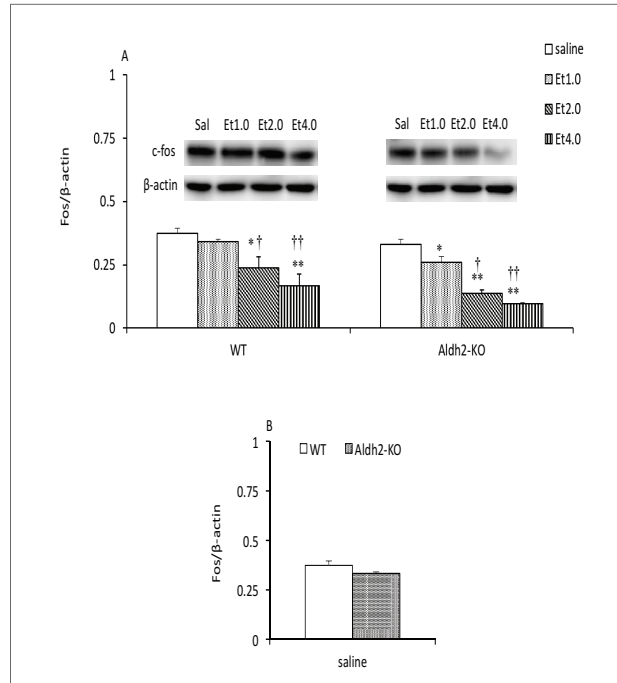 A
1
0.75
0.5
0.25
0
Fos/β-actin
saline
Et1.0
Et2.0
Et4.0
Sal Et1.0 Et2.0 Et4.0
Sal Et1.0 Et2.0 Et4.0
c-fos
β-actin
*†
††
**
*
†
**
††
**
WT
Aldh2-KO
B
WT Aldh2-KO
1
0.75
0.5
0.25
0
Fos/β-actin
saline